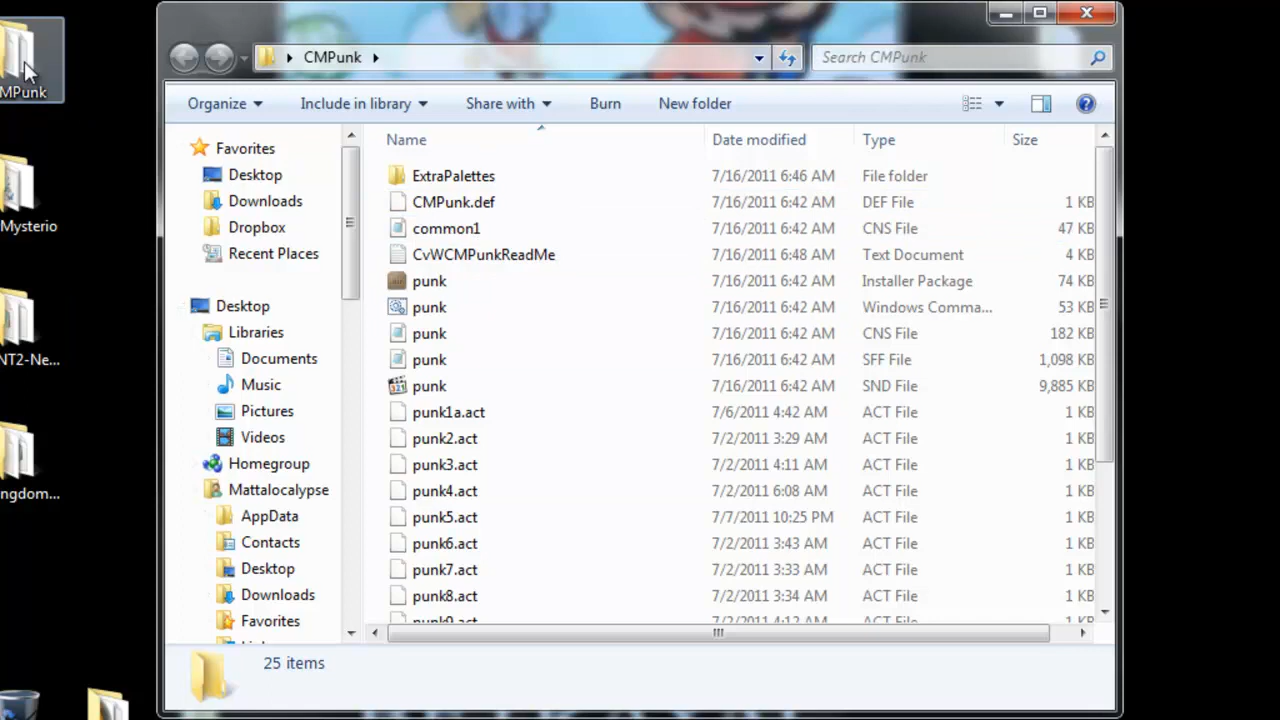 CMPunk
Search CMPunk
Organize
Include in library
Share with
Burn
New folder
Name
Date modified
Type
Size
Favorites
Desktop
Downloads
Dropbox
Recent Places
Desktop
Libraries
Documents
Music
Pictures
Videos
Homegroup
Mattalocalypse
AppData
Contacts
Desktop
Downloads
Favorites
ExtraPalettes 7/16/2011 6:46 AM File folder
CMPunk.def 7/16/2011 6:42 AM DEF File 1 KB
common1 7/16/2011 6:42 AM CNS File 47 KB
CvWCMPunkReadMe 7/16/2011 6:48 AM Text Document 4 KB
punk 7/16/2011 6:42 AM Installer Package 74 KB
punk 7/16/2011 6:42 AM Windows Comma... 53 KB
punk 7/16/2011 6:42 AM CNS File 182 KB
punk 7/16/2011 6:42 AM SFF File 1,098 KB
punk 7/16/2011 6:42 AM SND File 9,885 KB
punk1a.act 7/6/2011 4:42 AM ACT File 1 KB
punk2.act 7/2/2011 3:29 AM ACT File 1 KB
punk3.act 7/2/2011 4:11 AM ACT File 1 KB
punk4.act 7/2/2011 6:08 AM ACT File 1 KB
punk5.act 7/7/2011 10:25 PM ACT File 1 KB
punk6.act 7/2/2011 3:43 AM ACT File 1 KB
punk7.act 7/2/2011 3:33 AM ACT File 1 KB
punk8.act 7/2/2011 3:34 AM ACT File 1 KB
punk9.act 7/2/2011 4:12 AM ACT File 1 KB
25 items
MPunk
Mysterio
NT2-Ne...
ngdom...